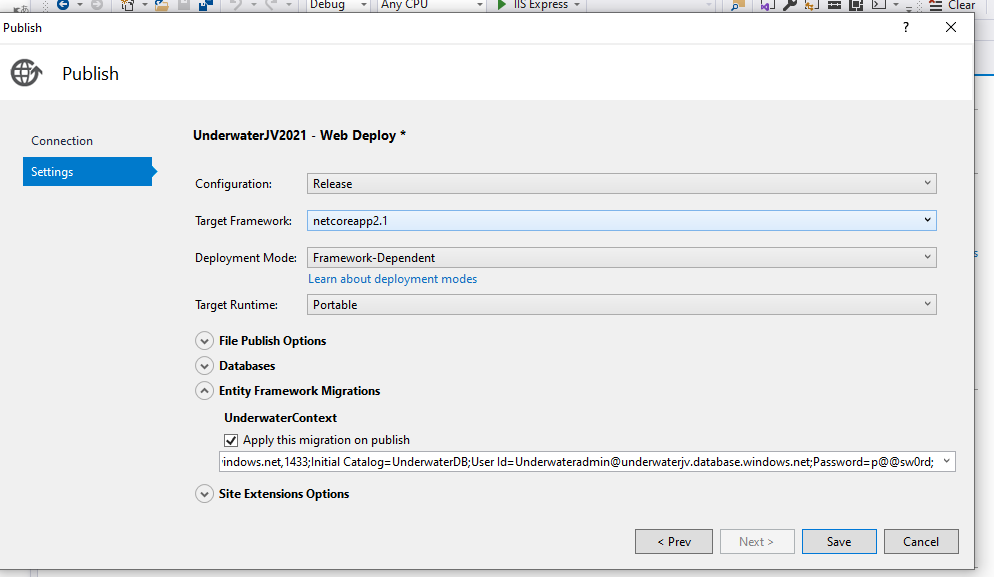 Debug Any CPU IIS Express Clear
Publish ?
Publish
Connection
Settings
UnderwaterJV2021 - Web Deploy *
Configuration: Release
Target Framework: netcoreapp2.1
Deployment Mode: Framework-Dependent
Learn about deployment modes
Target Runtime: Portable
File Publish Options
Databases
Entity Framework Migrations
UnderwaterContext
Apply this migration on publish
indows.net,1433;Initial Catalog=UnderwaterDB;User Id=Underwateradmin@underwaterjv.database.windows.net;Password=p@@sw0rd;
Site Extensions Options
< Prev Next > Save Cancel